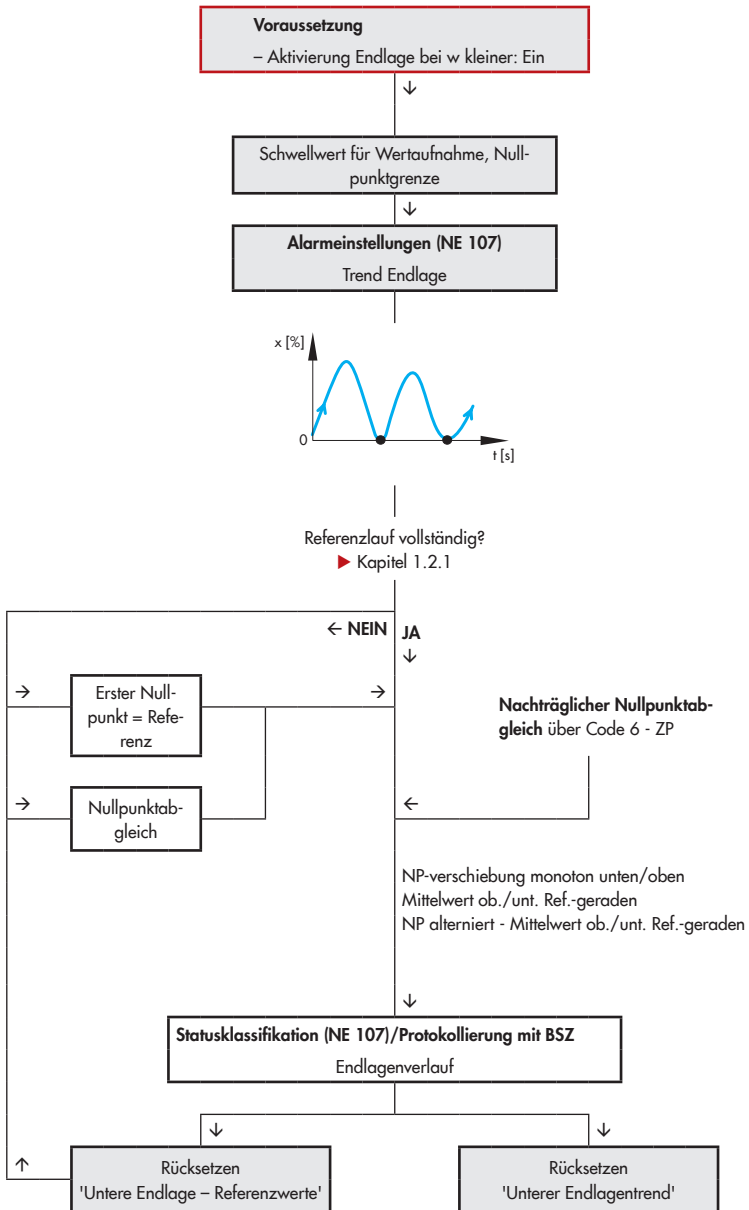 Voraussetzung
– Aktivierung Endlage bei w kleiner: Ein
↓
Schwellwert für Wertaufnahme, Null-
punktgrenze
↓
Alarmeinstellungen (NE 107)
Trend Endlage
x [%]
0
t [s]
Referenzlauf vollständig?
▶ Kapitel 1.2.1
← NEIN JA
↓
→ Erster Null-
punkt = Refe-
renz
→
Nachträglicher Nullpunktab-
gleich über Code 6 - ZP
→ Nullpunktab-
gleich
←
NP-verschiebung monoton unten/oben
Mittelwert ob./unt. Ref.-geraden
NP alterniert - Mittelwert ob./unt. Ref.-geraden
↓
Statusklassifikation (NE 107)/Protokollierung mit BSZ
Endlagenverlauf
↓ ↓
↑ Rücksetzen
'Untere Endlage – Referenzwerte'
Rücksetzen
'Unterer Endlagentrend'